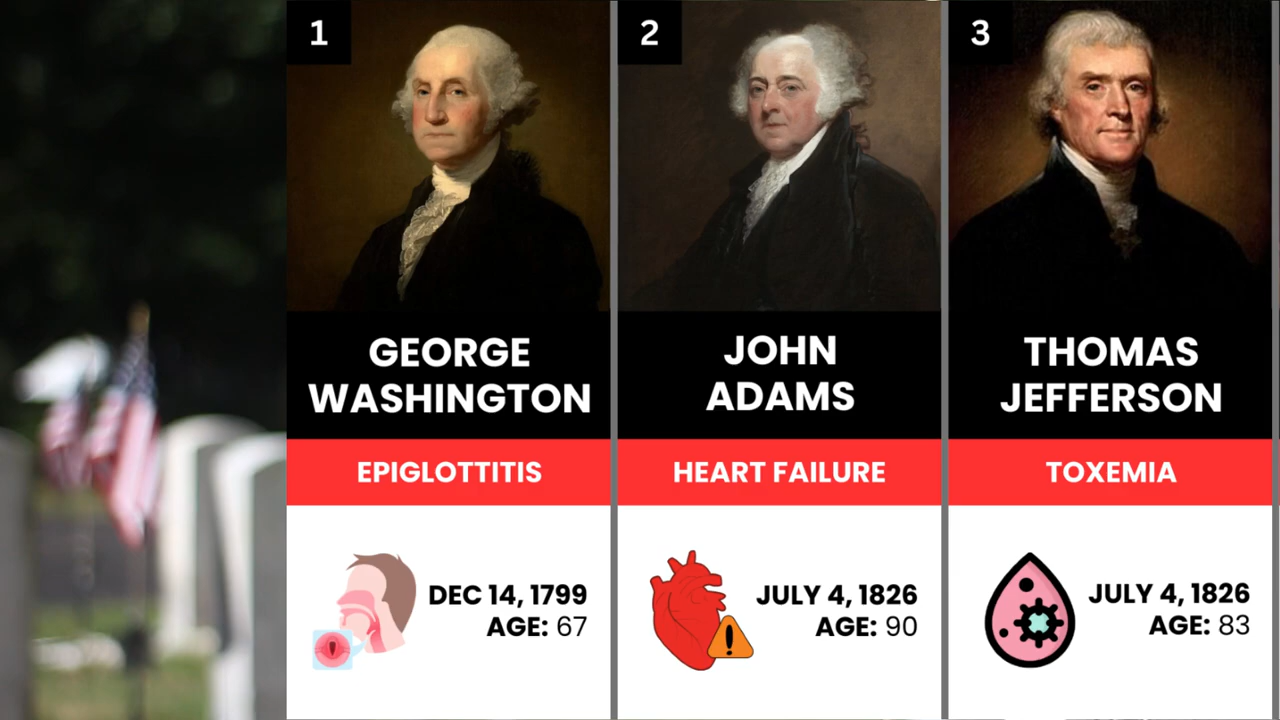 1
GEORGE
WASHINGTON
EPIGLOTTITIS
DEC 14, 1799
AGE: 67
2
JOHN
ADAMS
HEART FAILURE
JULY 4, 1826
AGE: 90
3
THOMAS
JEFFERSON
TOXEMIA
JULY 4, 1826
AGE: 83